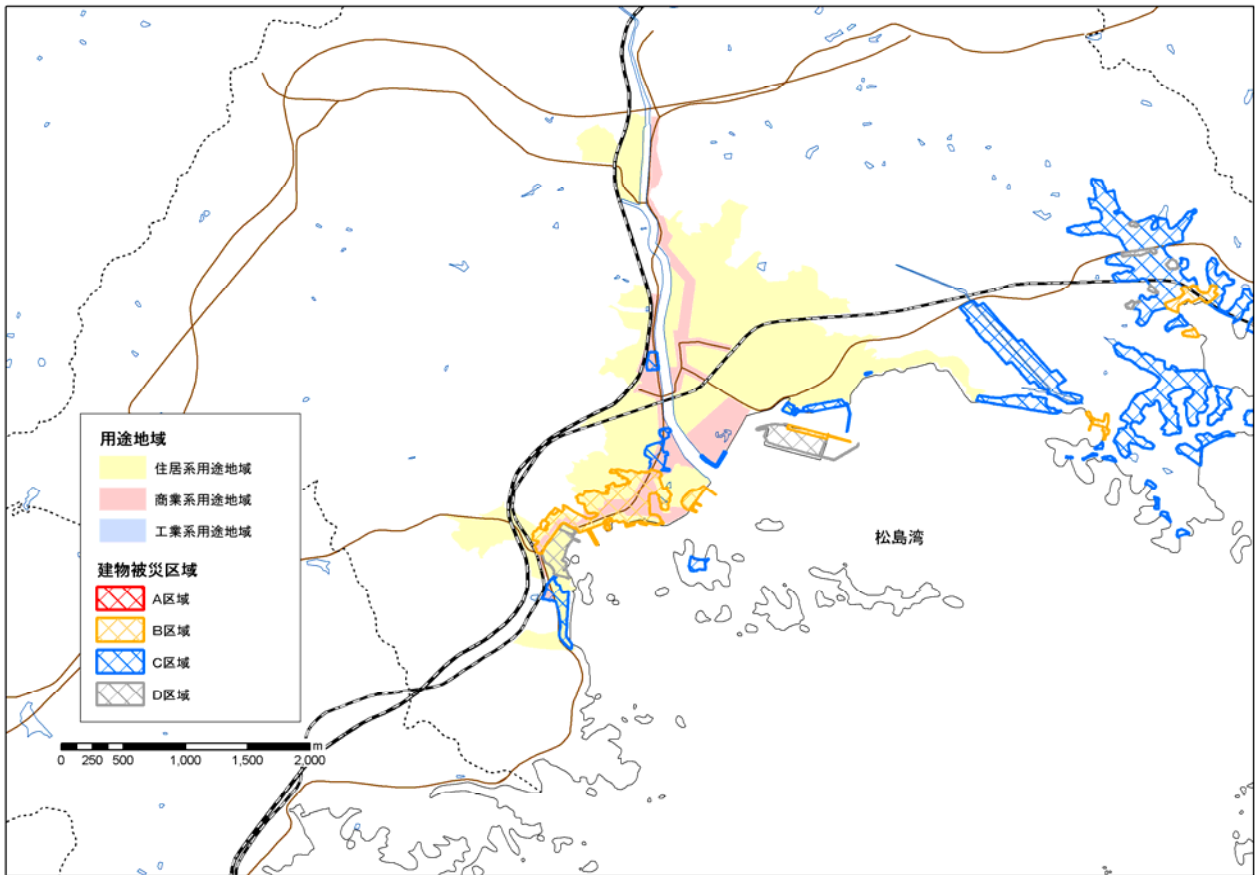 松島湾
用途地域
住居系用途地域
商業系用途地域
工業系用途地域
建物被災区域
A区域
B区域
C区域
D区域
m
0 250 500 1,000 1,500 2,000